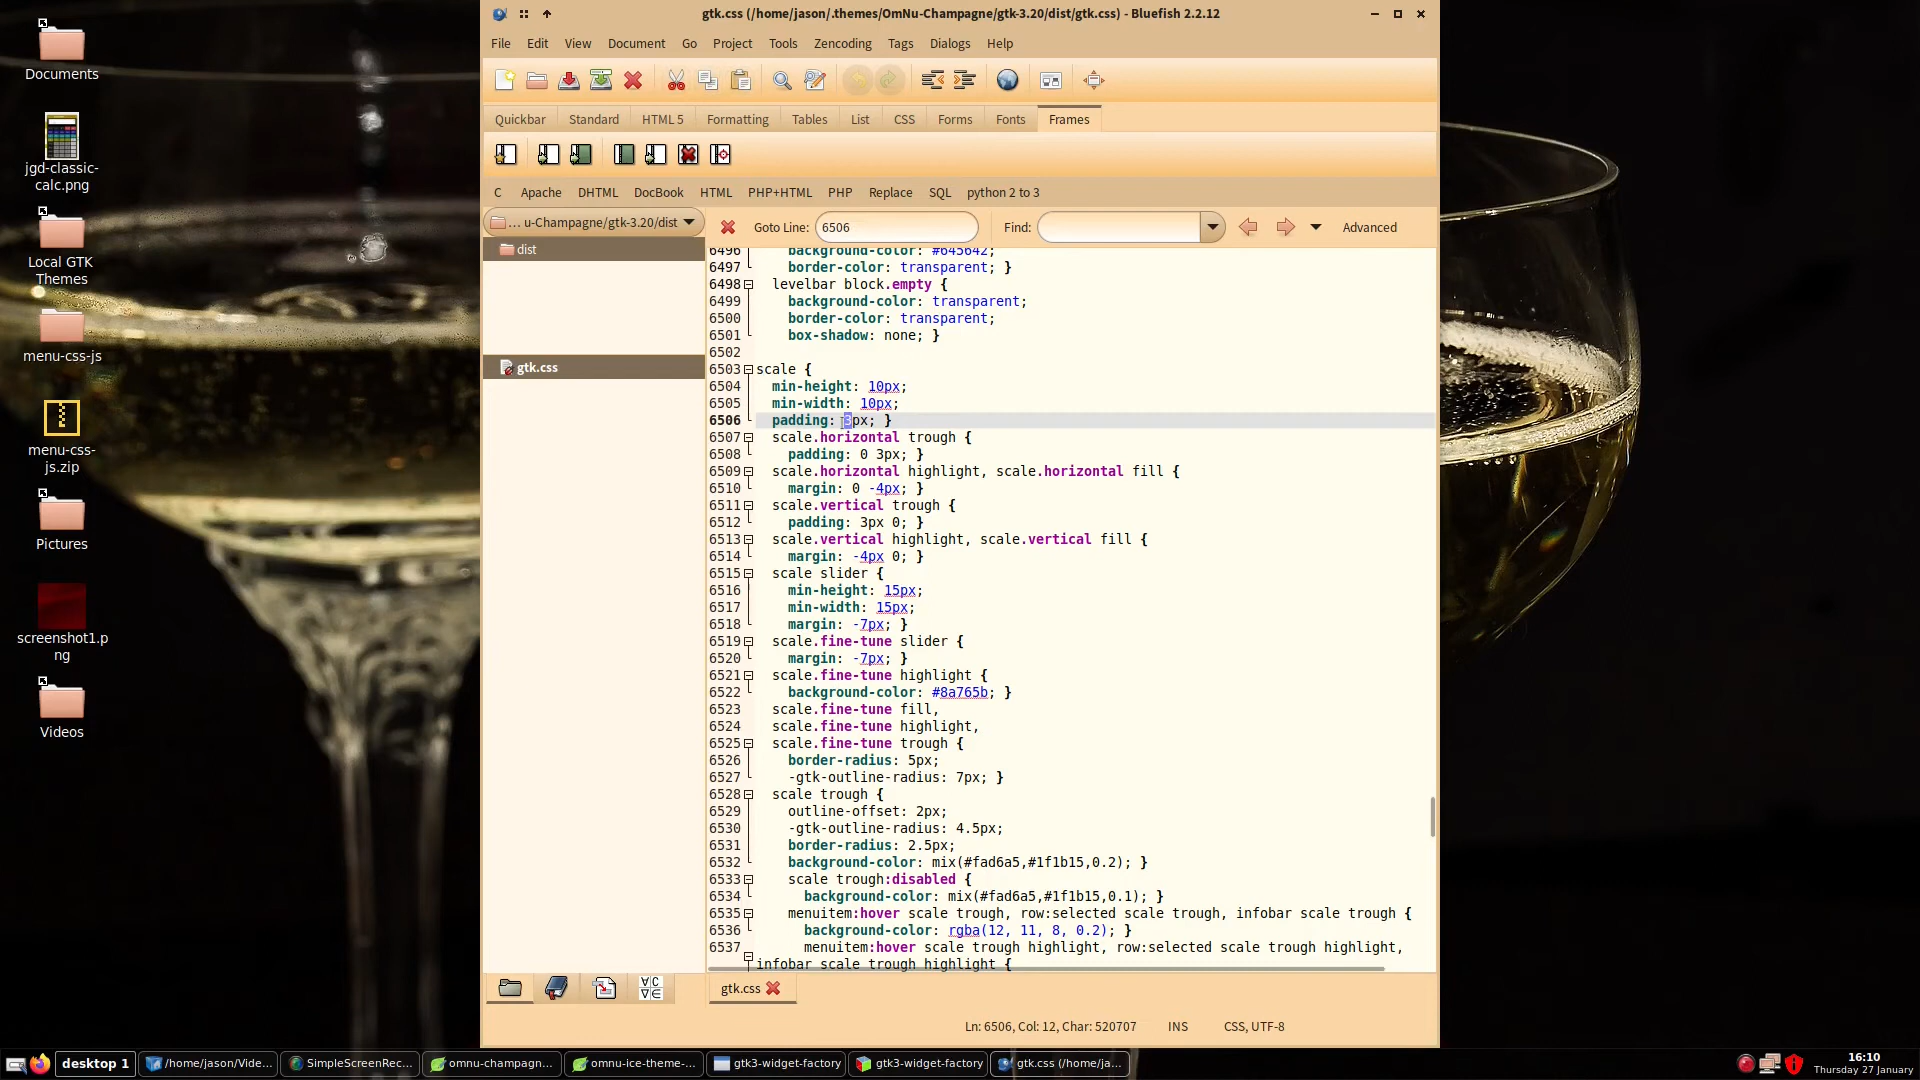 gtk.css (/home/jason/.themes/OmNu-Champagne/gtk-3.20/dist/gtk.css) - Bluefish 2.2.12
File Edit View Document Go Project Tools Zencoding Tags Dialogs Help
Quickbar Standard HTML 5 Formatting Tables List CSS Forms Fonts Frames
C Apache DHTML DocBook HTML PHP+HTML PHP Replace SQL python 2 to 3
... u-Champagne/gtk-3.20/dist
Goto Line: 6506 Find: Advanced
dist
gtk.css
6496 background-color: #645642;
6497 border-color: transparent; }
6498 levelbar block.empty {
6499 background-color: transparent;
6500 border-color: transparent;
6501 box-shadow: none; }
6502
6503 scale {
6504 min-height: 10px;
6505 min-width: 10px;
6506 padding: 3px; }
6507 scale.horizontal trough {
6508 padding: 0 3px; }
6509 scale.horizontal highlight, scale.horizontal fill {
6510 margin: 0 -4px; }
6511 scale.vertical trough {
6512 padding: 3px 0; }
6513 scale.vertical highlight, scale.vertical fill {
6514 margin: -4px 0; }
6515 scale slider {
6516 min-height: 15px;
6517 min-width: 15px;
6518 margin: -7px; }
6519 scale.fine-tune slider {
6520 margin: -7px; }
6521 scale.fine-tune highlight {
6522 background-color: #8a765b; }
6523 scale.fine-tune fill,
6524 scale.fine-tune highlight,
6525 scale.fine-tune trough {
6526 border-radius: 5px;
6527 -gtk-outline-radius: 7px; }
6528 scale trough {
6529 outline-offset: 2px;
6530 -gtk-outline-radius: 4.5px;
6531 border-radius: 2.5px;
6532 background-color: mix(#fad6a5,#1f1b15,0.2); }
6533 scale trough:disabled {
6534 background-color: mix(#fad6a5,#1f1b15,0.1); }
6535 menuitem:hover scale trough, row:selected scale trough, infobar scale trough {
6536 background-color: rgba(12, 11, 8, 0.2); }
6537 menuitem:hover scale trough highlight, row:selected scale trough highlight,
infobar scale trough highlight {
gtk.css
Ln: 6506, Col: 12, Char: 520707 INS CSS, UTF-8
Documents
jgd-classic-
calc.png
Local GTK
Themes
menu-css-js
menu-css-
js.zip
Pictures
screenshot1.p
ng
Videos
desktop 1 /home/jason/Vide... SimpleScreenRec... omnu-champagn... omnu-ice-theme-... gtk3-widget-factory gtk3-widget-factory gtk.css (/home/ja...
16:10
Thursday 27 January